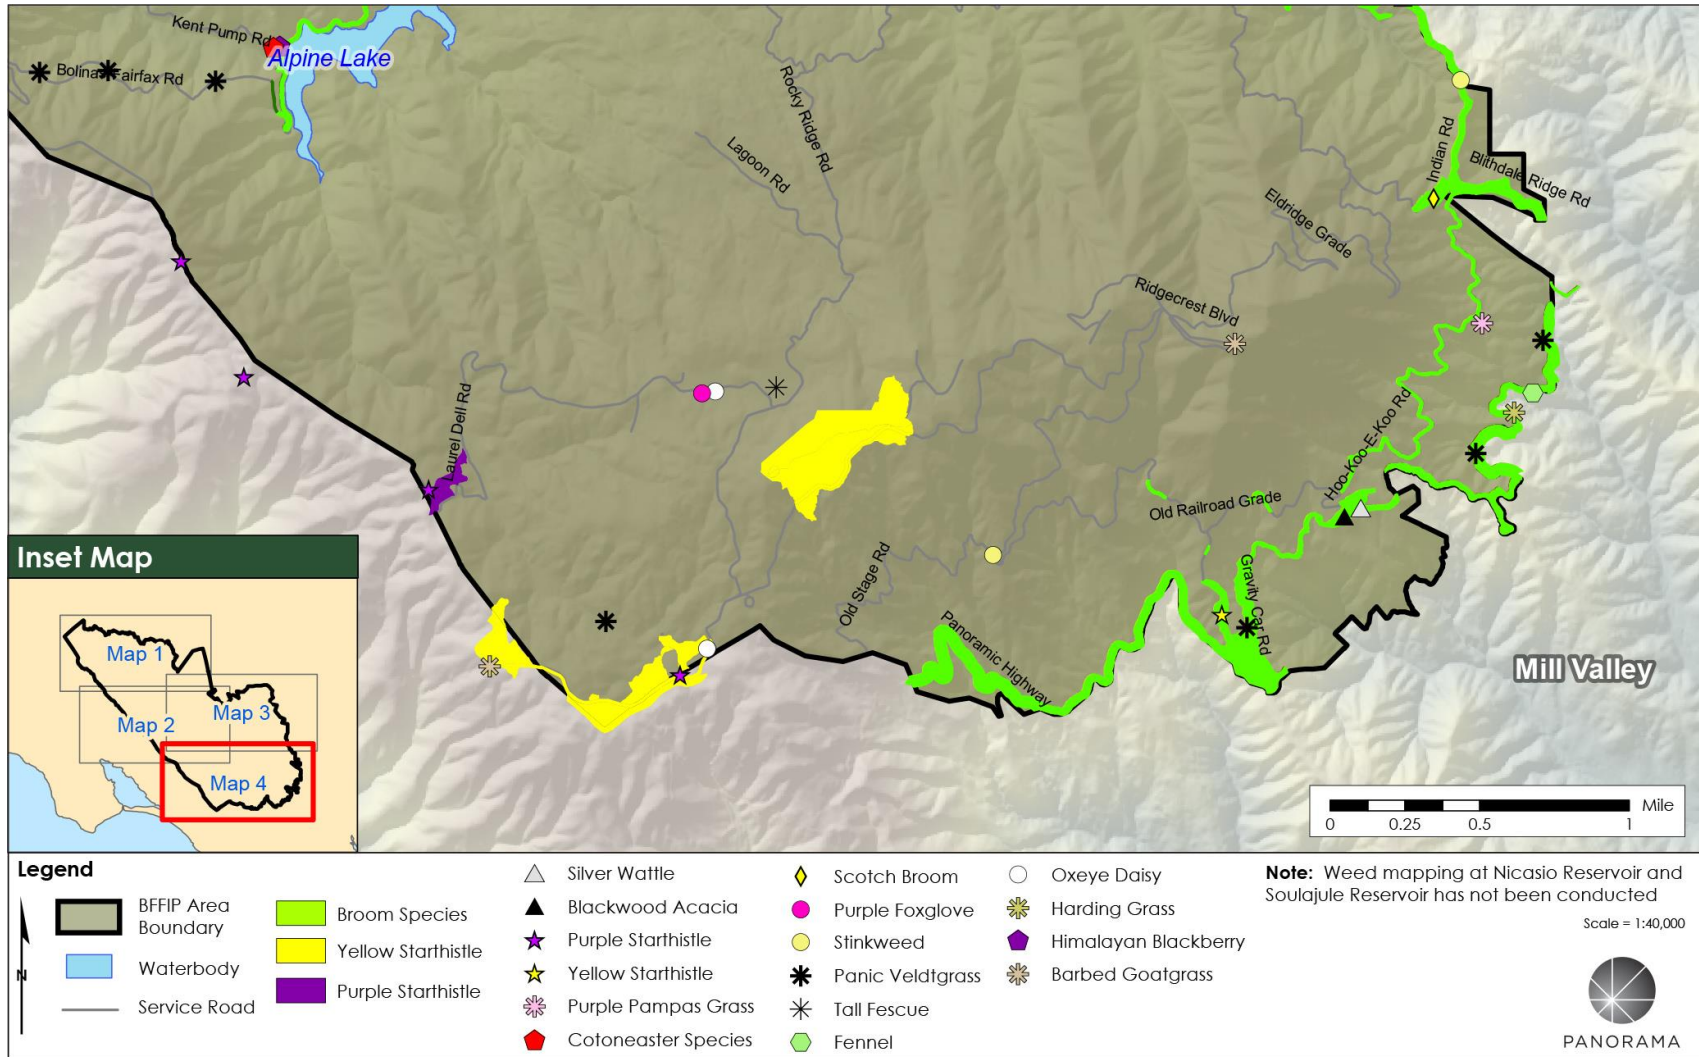 Kent Pump Rd
Alpine Lake
Bolinas Fairfax Rd
Rocky Ridge Rd
Lagoon Rd
Indian Rd
Blithdale Ridge Rd
Eldridge Grade
Ridgecrest Blvd
Laurel Dell Rd
Hoo-Koo-E-Koo Rd
Old Railroad Grade
Old Stage Rd
Gravity Car Rd
Panoramic Highway
Mill Valley
Inset Map
Map 1
Map 2
Map 3
Map 4
Mile
0 0.25 0.5 1
Legend
N
BFFIP Area
Boundary
Waterbody
Service Road
Broom Species
Yellow Starthistle
Purple Starthistle
Silver Wattle
Blackwood Acacia
Purple Starthistle
Yellow Starthistle
Purple Pampas Grass
Cotoneaster Species
Scotch Broom
Purple Foxglove
Stinkweed
Panic Veldtgrass
Tall Fescue
Fennel
Oxeye Daisy
Harding Grass
Himalayan Blackberry
Barbed Goatgrass
Note: Weed mapping at Nicasio Reservoir and
Soulajule Reservoir has not been conducted
Scale = 1:40,000
PANORAMA